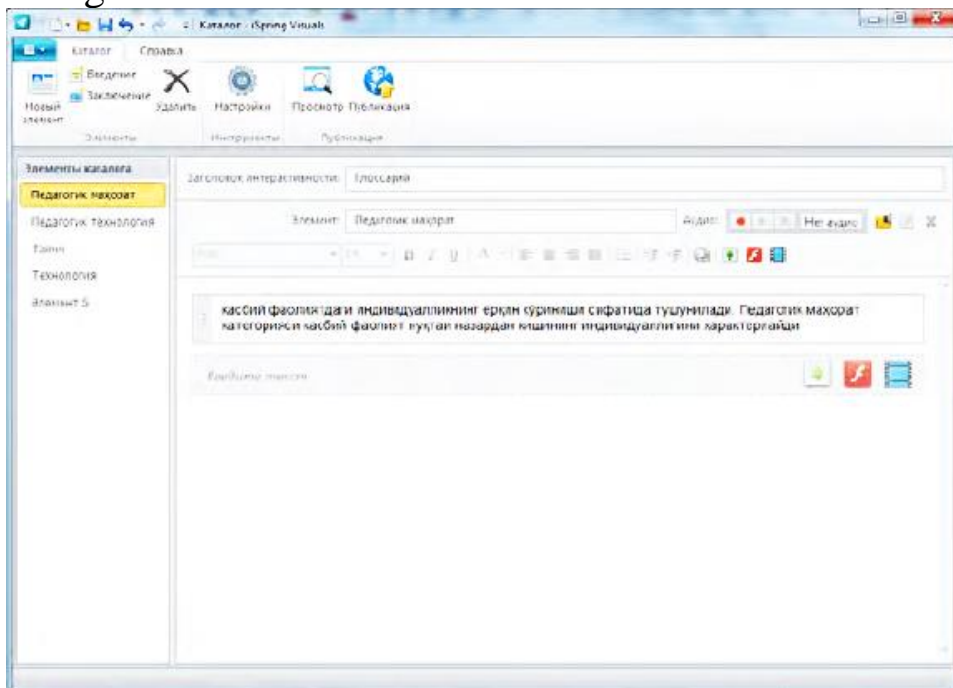 Каталог - iSpring Visuals
Каталог Справка
Введение
Заключение
Новый элемент
Удалить Настройки Просмотр Публикация
Элементы Инструменты Публикация
Элементы каталога
Педагогик маҳорат
Педагогик технология
Технология
Элемент 5
Заголовок интерактивности: Глоссарий
Элемент: Педагогик маҳорат
Аудио: Нет аудио
касбий фаолиятдаги индивидуалликнинг ёрқин кўриниши сифатида тушунилади. Педагогик маҳорат
категорияси касбий фаолият нуқтаи назардан кишининг индивидуаллигини характерлайди
Введите текст